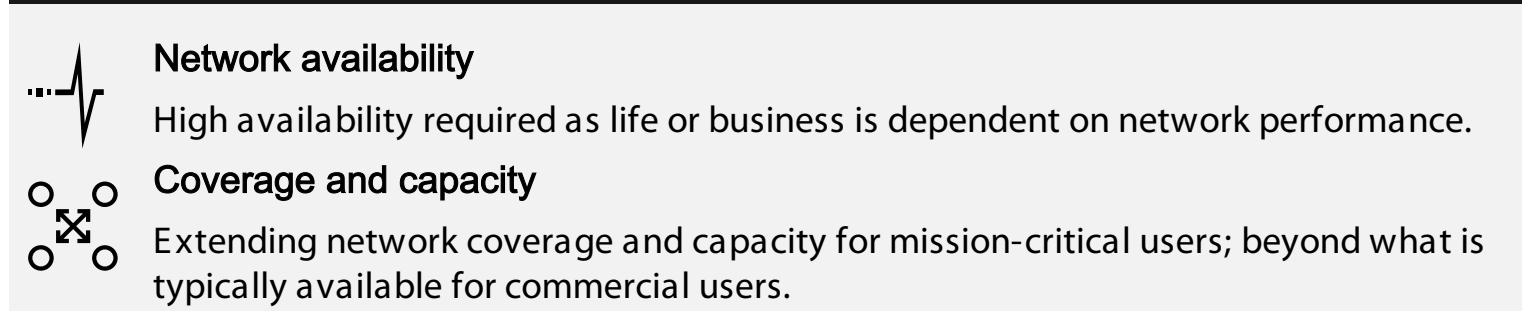 Network availability
High availability required as life or business is dependent on network performance.
Coverage and capacity
Extending network coverage and capacity for mission-critical users; beyond what is
typically available for commercial users.